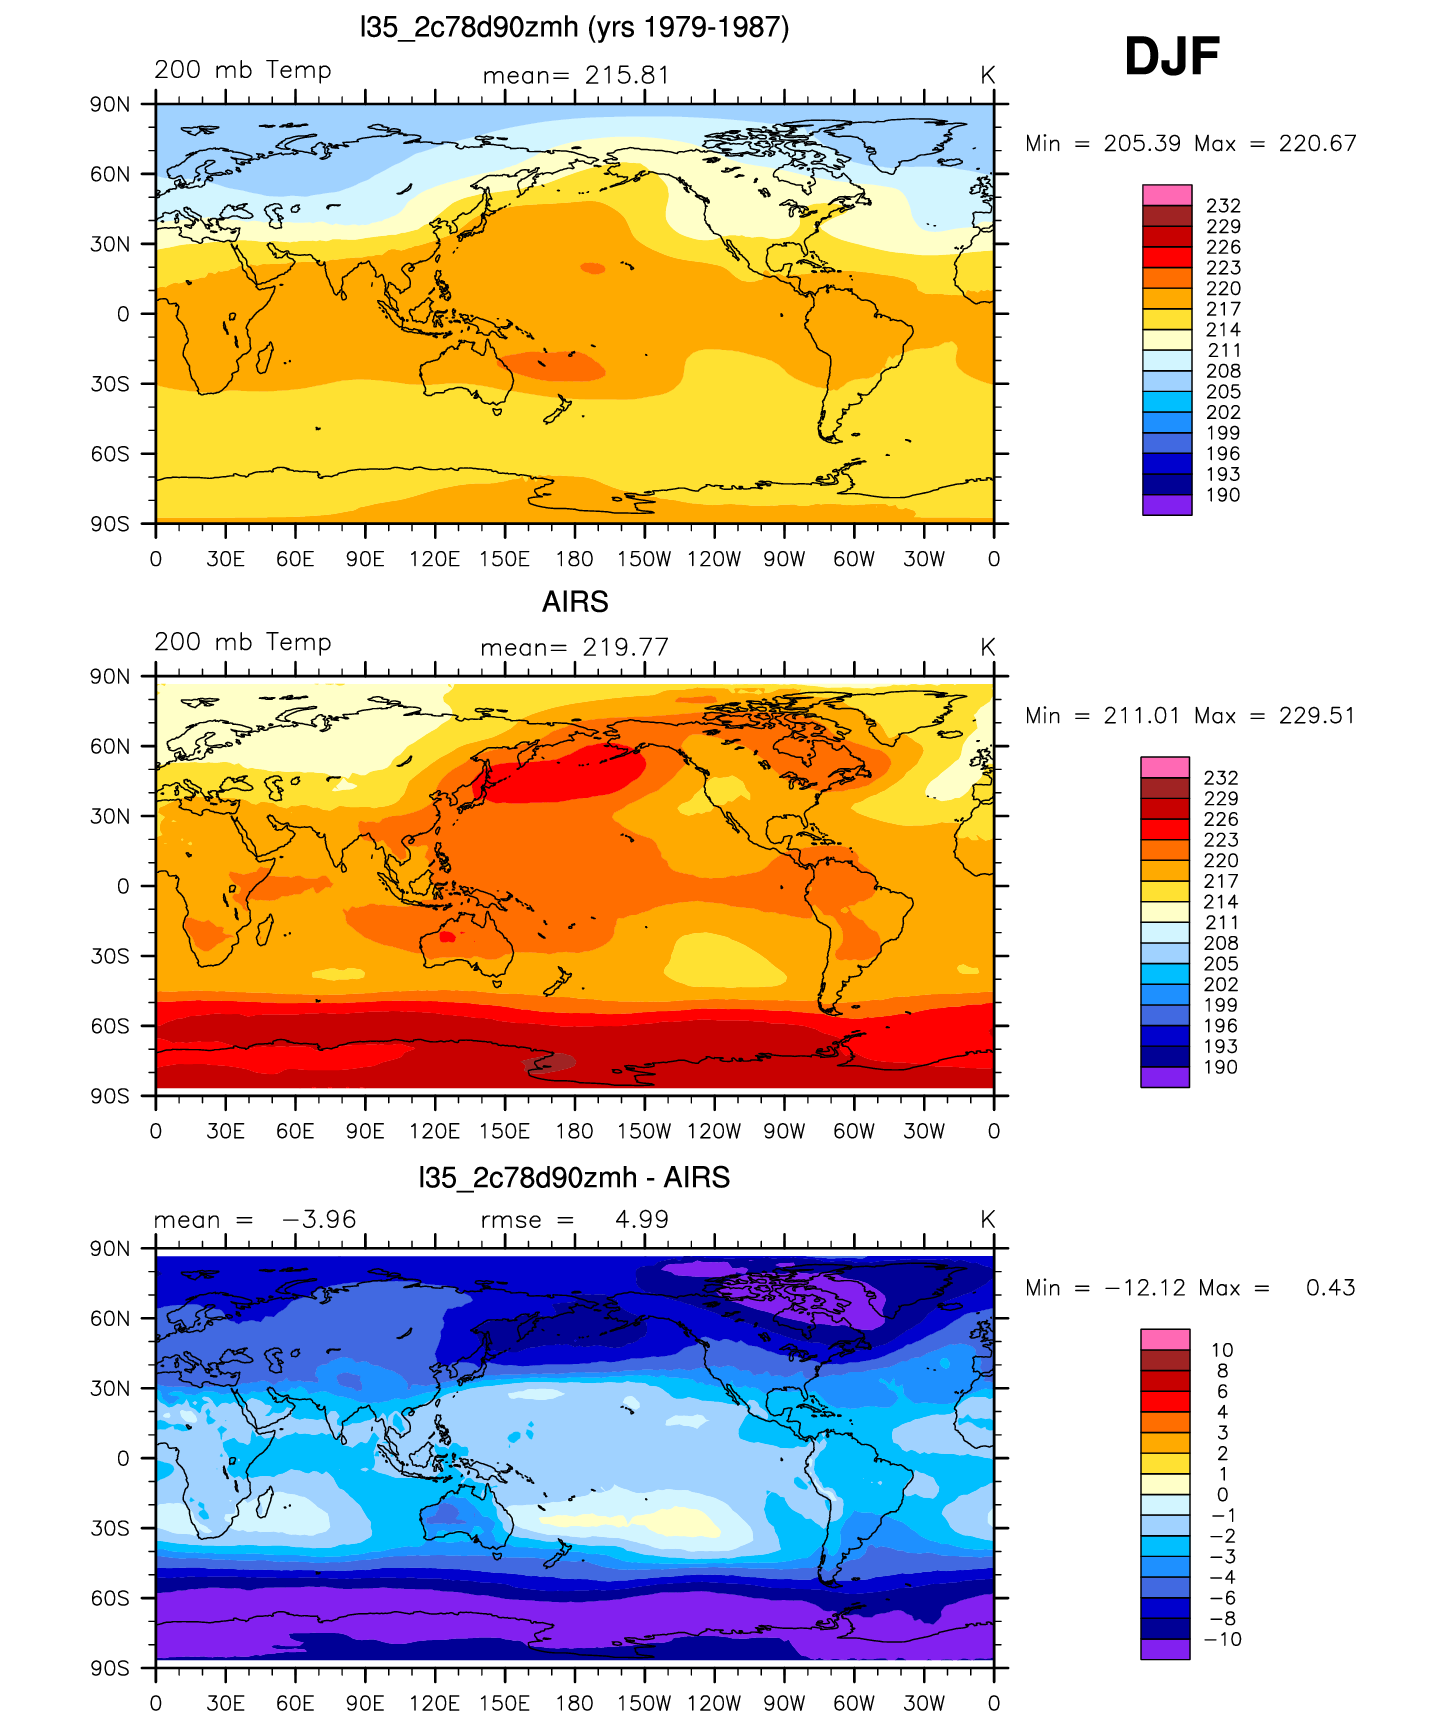 l35_2c78d90zmh (yrs 1979-1987)
DJF
200 mb Temp mean= 215.81 K
Min = 205.39 Max = 220.67
90N
60N
30N
0
30S
60S
90S
0 30E 60E 90E 120E 150E 180 150W 120W 90W 60W 30W 0
232
229
226
223
220
217
214
211
208
205
202
199
196
193
190
AIRS
200 mb Temp mean= 219.77 K
Min = 211.01 Max = 229.51
90N
60N
30N
0
30S
60S
90S
0 30E 60E 90E 120E 150E 180 150W 120W 90W 60W 30W 0
232
229
226
223
220
217
214
211
208
205
202
199
196
193
190
l35_2c78d90zmh - AIRS
mean = −3.96 rmse = 4.99 K
Min = −12.12 Max = 0.43
90N
60N
30N
0
30S
60S
90S
0 30E 60E 90E 120E 150E 180 150W 120W 90W 60W 30W 0
10
8
6
4
3
2
1
0
−1
−2
−3
−4
−6
−8
−10